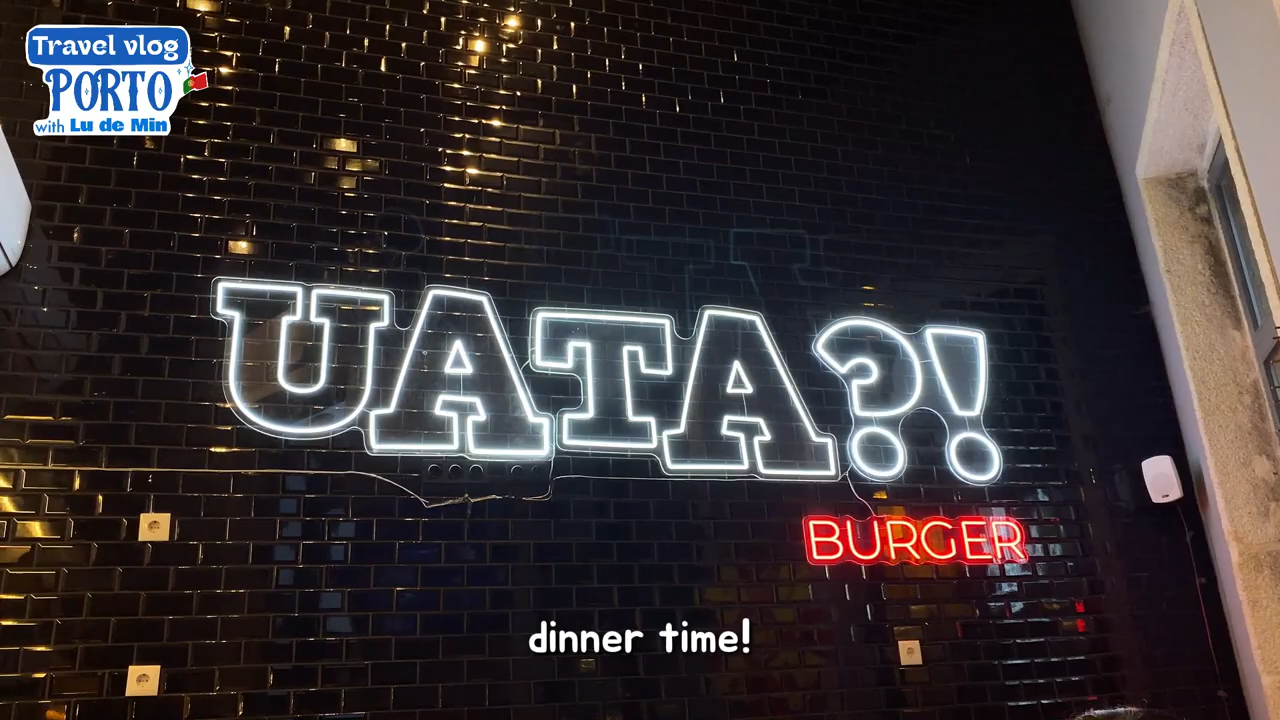 Travel vlog
PORTO
with Lu de Min
UATA?!
BURGER
dinner time!